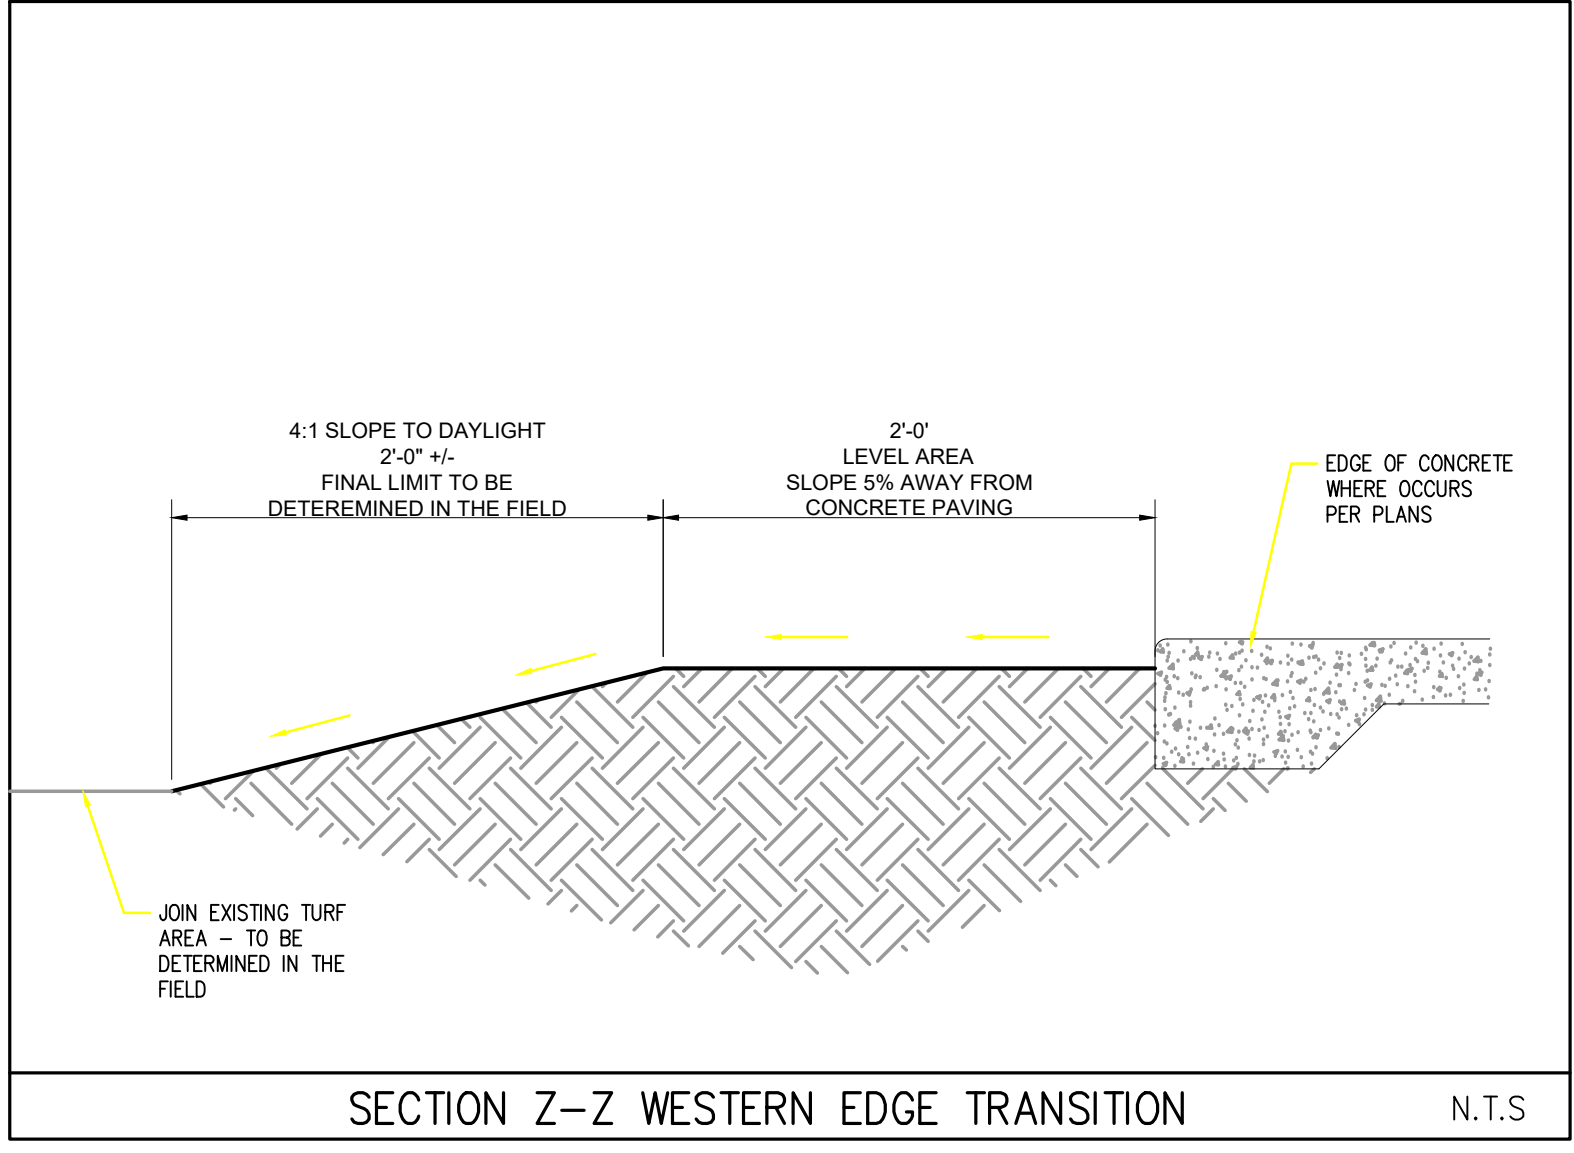 4:1 SLOPE TO DAYLIGHT
2'-0" +/-
FINAL LIMIT TO BE
DETEREMINED IN THE FIELD
2'-0'
LEVEL AREA
SLOPE 5% AWAY FROM
CONCRETE PAVING
EDGE OF CONCRETE
WHERE OCCURS
PER PLANS
JOIN EXISTING TURF
AREA – TO BE
DETERMINED IN THE
FIELD
SECTION Z–Z WESTERN EDGE TRANSITION
N.T.S